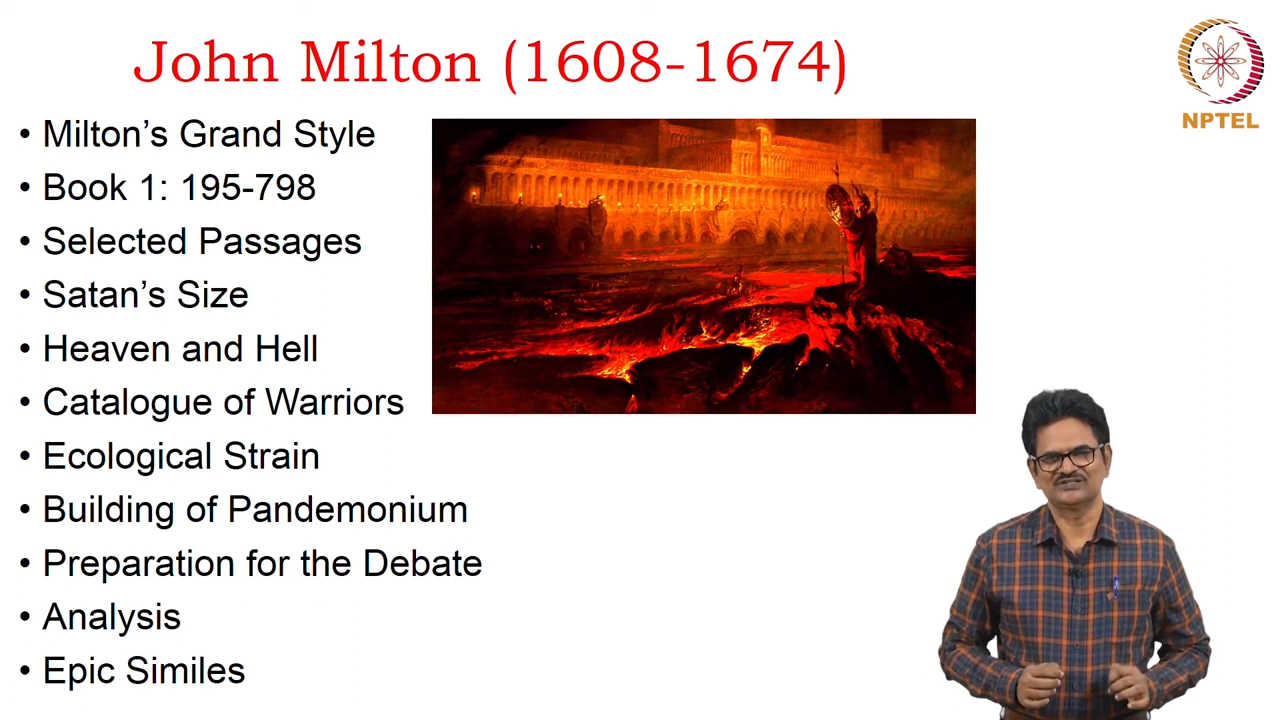 John Milton (1608-1674)
NPTEL
• Milton’s Grand Style
• Book 1: 195-798
• Selected Passages
• Satan’s Size
• Heaven and Hell
• Catalogue of Warriors
• Ecological Strain
• Building of Pandemonium
• Preparation for the Debate
• Analysis
• Epic Similes